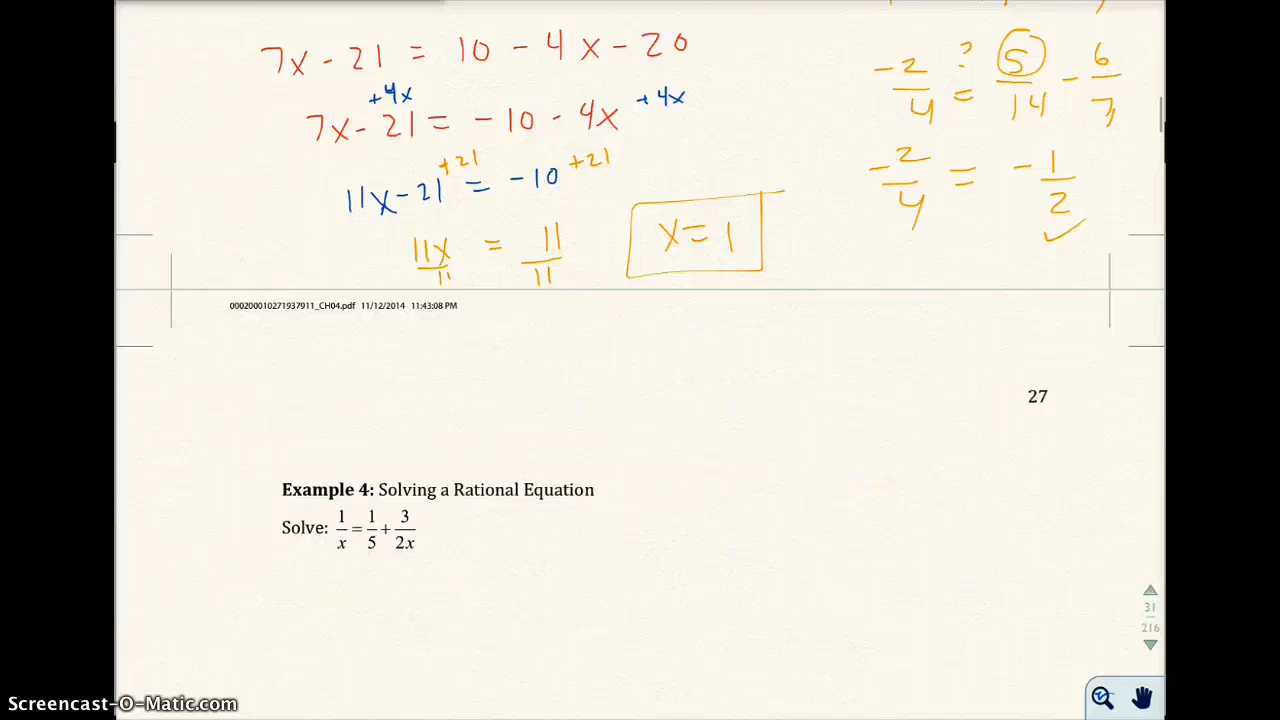 7x - 21 = 10 - 4x - 20
+4x +4x
7x - 21 = -10 - 4x
+21 +21
11x - 21 = -10
11x/11 = 11/11 x = 1
-2/4 ?= 5/14 - 6/7
-2/4 = -1/2 ✓
000200010271937911_CH04.pdf 11/12/2014 11:43:08 PM
27
Example 4: Solving a Rational Equation
Solve: 1/x = 1/5 + 3/2x
31
216
Screencast-O-Matic.com